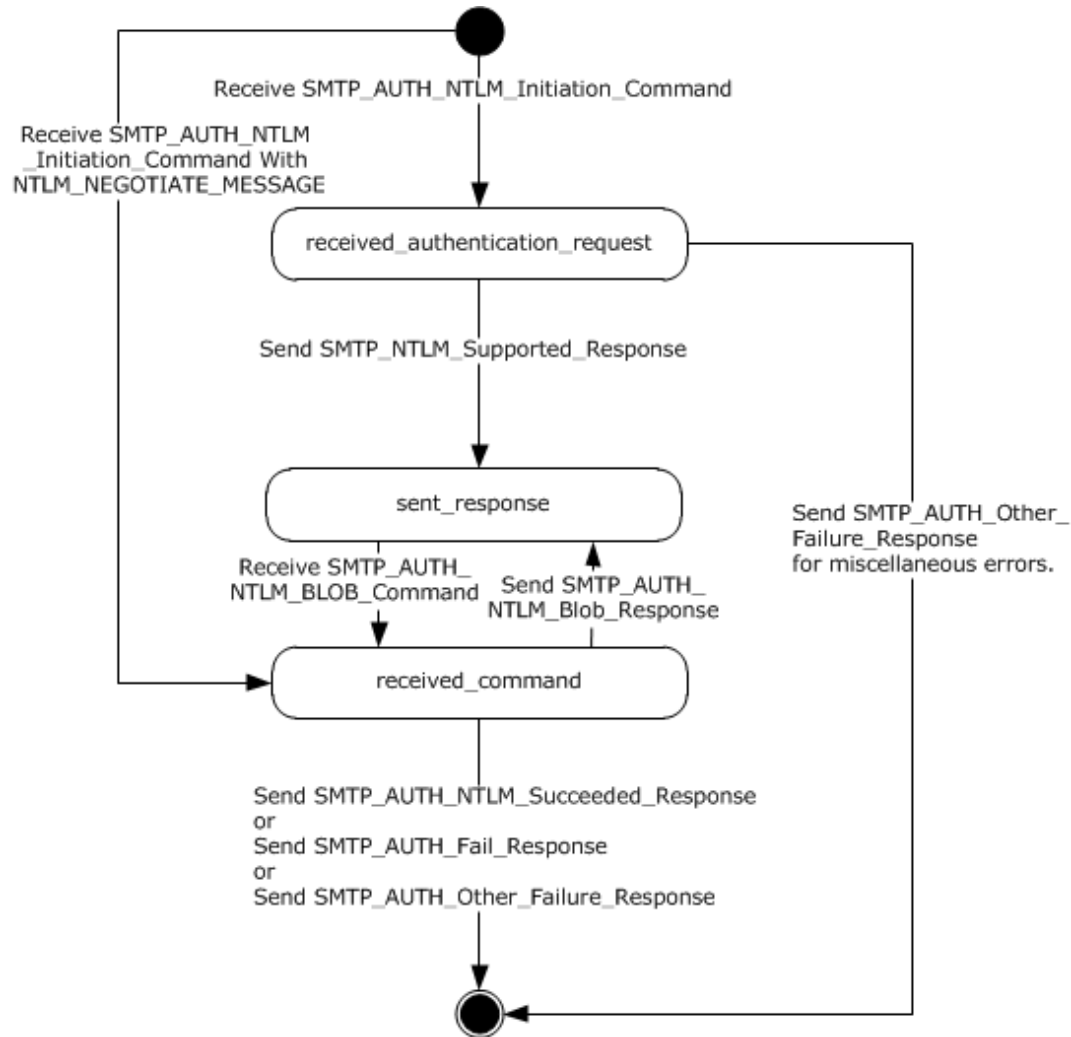 Receive SMTP_AUTH_NTLM_Initiation_Command
Receive SMTP_AUTH_NTLM
_Initiation_Command With
NTLM_NEGOTIATE_MESSAGE
received_authentication_request
Send SMTP_NTLM_Supported_Response
sent_response
Send SMTP_AUTH_Other_
Failure_Response
for miscellaneous errors.
Receive SMTP_AUTH_
NTLM_BLOB_Command
Send SMTP_AUTH_
NTLM_Blob_Response
received_command
Send SMTP_AUTH_NTLM_Succeeded_Response
or
Send SMTP_AUTH_Fail_Response
or
Send SMTP_AUTH_Other_Failure_Response